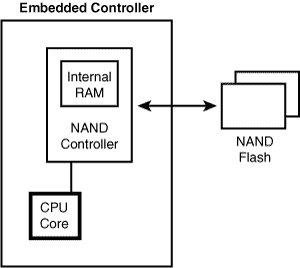 Embedded Controller
Internal
RAM
NAND
Controller
NAND
Flash
CPU
Core